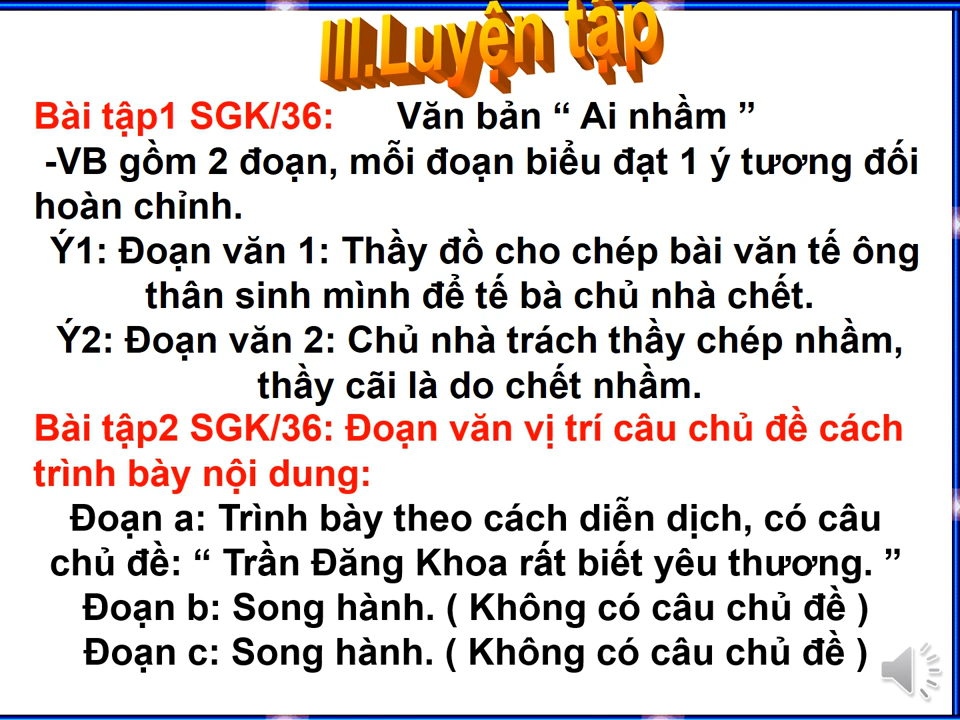 III.Luyện tập
Bài tập1 SGK/36: Văn bản “ Ai nhầm ”
-VB gồm 2 đoạn, mỗi đoạn biểu đạt 1 ý tương đối
hoàn chỉnh.
Ý1: Đoạn văn 1: Thầy đồ cho chép bài văn tế ông
thân sinh mình để tế bà chủ nhà chết.
Ý2: Đoạn văn 2: Chủ nhà trách thầy chép nhầm,
thầy cãi là do chết nhầm.
Bài tập2 SGK/36: Đoạn văn vị trí câu chủ đề cách
trình bày nội dung:
Đoạn a: Trình bày theo cách diễn dịch, có câu
chủ đề: “ Trần Đăng Khoa rất biết yêu thương. ”
Đoạn b: Song hành. ( Không có câu chủ đề )
Đoạn c: Song hành. ( Không có câu chủ đề )